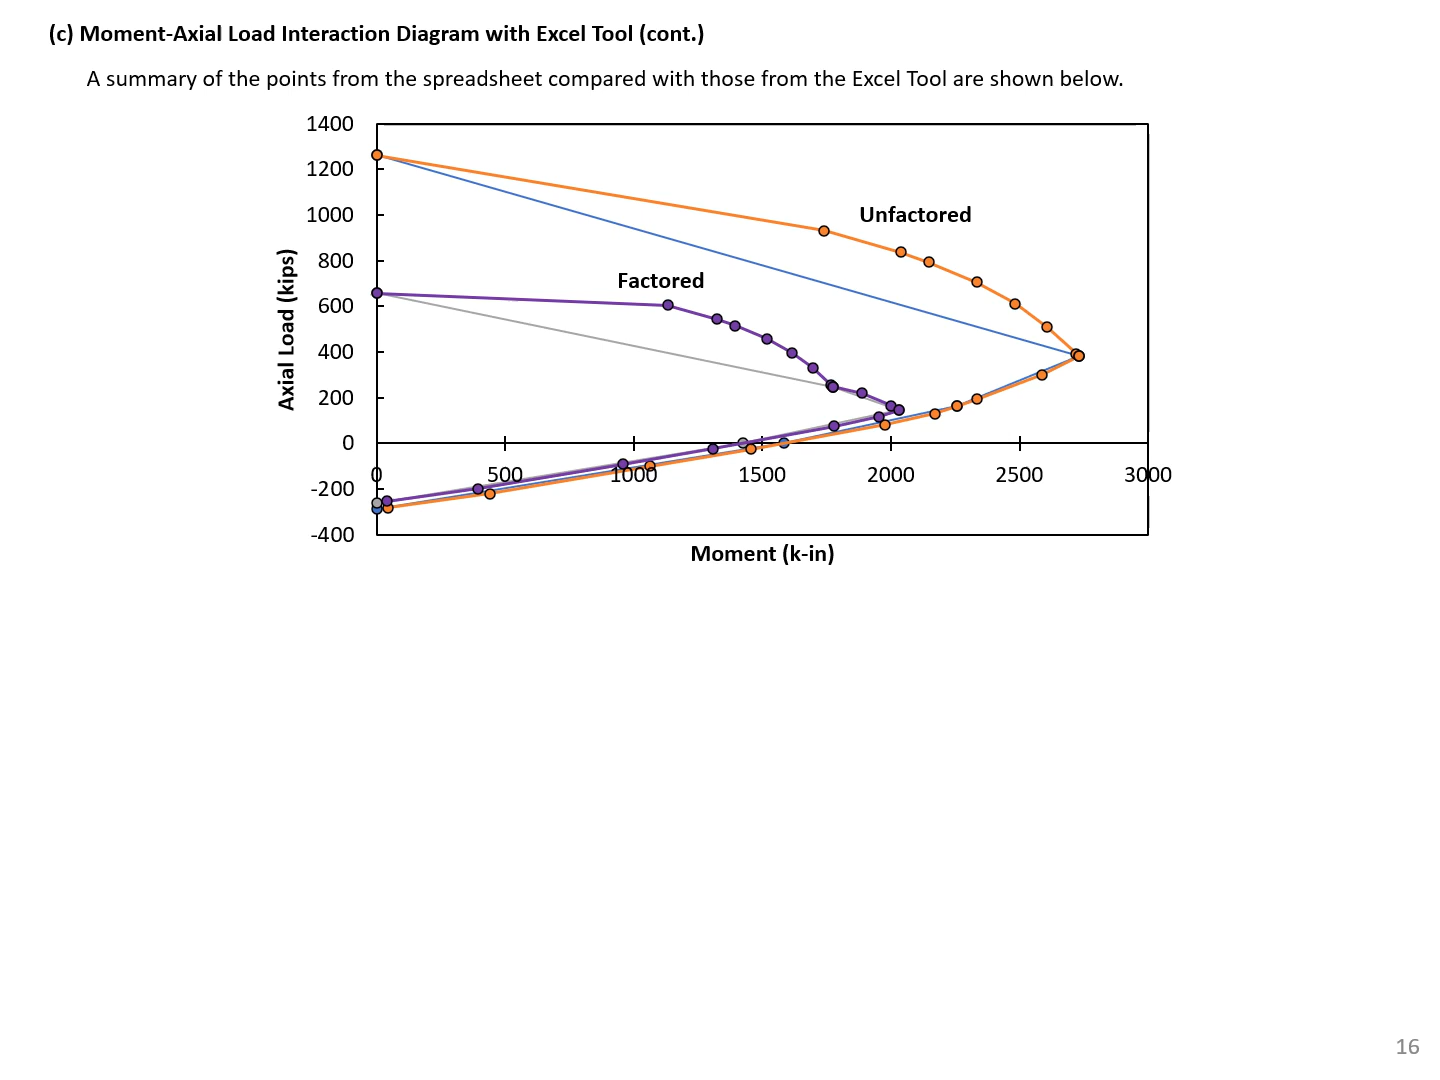 (c) Moment-Axial Load Interaction Diagram with Excel Tool (cont.)
A summary of the points from the spreadsheet compared with those from the Excel Tool are shown below.
1400
1200
1000
800
600
400
200
0
-200
-400
Axial Load (kips)
Unfactored
Factored
0 500 1000 1500 2000 2500 3000
Moment (k-in)
16